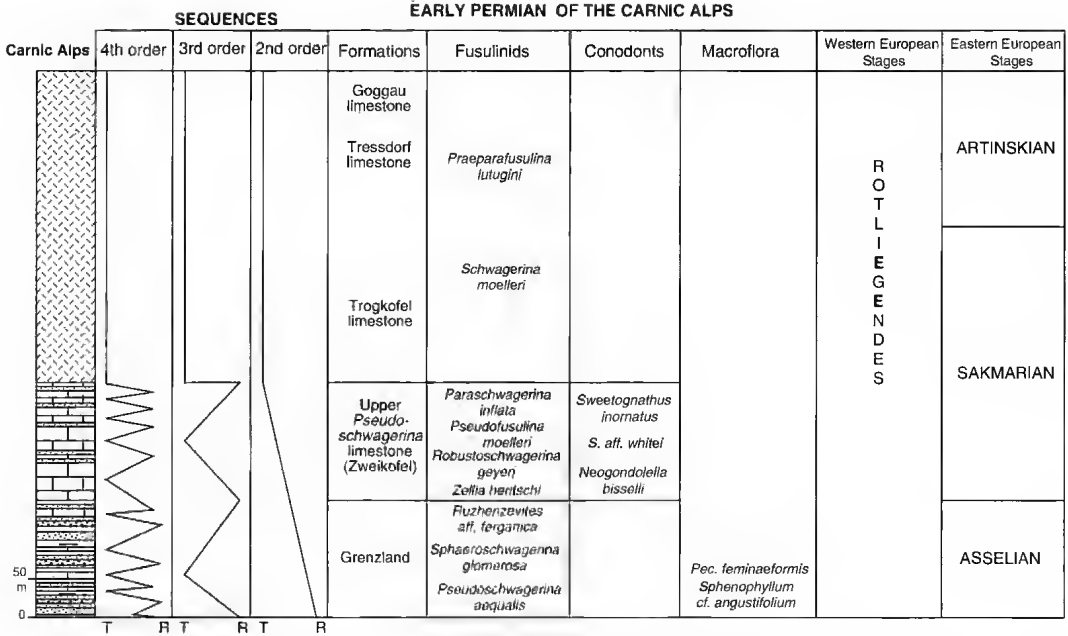 EARLY PERMIAN OF THE CARNIC ALPS
SEQUENCES
Carnic Alps
4th order
3rd order
2nd order
Formations
Fusulinids
Conodonts
Macroflora
Western European
Stages
Eastern European
Stages
Goggau
limestone
Tressdorf
limestone
Trogkofel
limestone
Upper
Pseudo-
schwagerina
limestone
(Zweikofel)
Grenzland
Praeparafusulina
lutugini
Schwagerina
moelleri
Paraschwagerina
inflata
Pseudofusulina
moelleri
Robustoschwagerina
geyeri
Zellia heritschi
Ruzhenzevites
aff. ferganica
Sphaeroschwagerina
glomerosa
Pseudoschwagerina
aequalis
Sweetognathus
inornatus
S. aff. whitei
Neogondolella
bisselli
Pec. feminaeformis
Sphenophyllum
cf. angustifolium
R
O
T
L
I
E
G
E
N
D
E
S
ARTINSKIAN
SAKMARIAN
ASSELIAN
50
m
0
T R T R T R